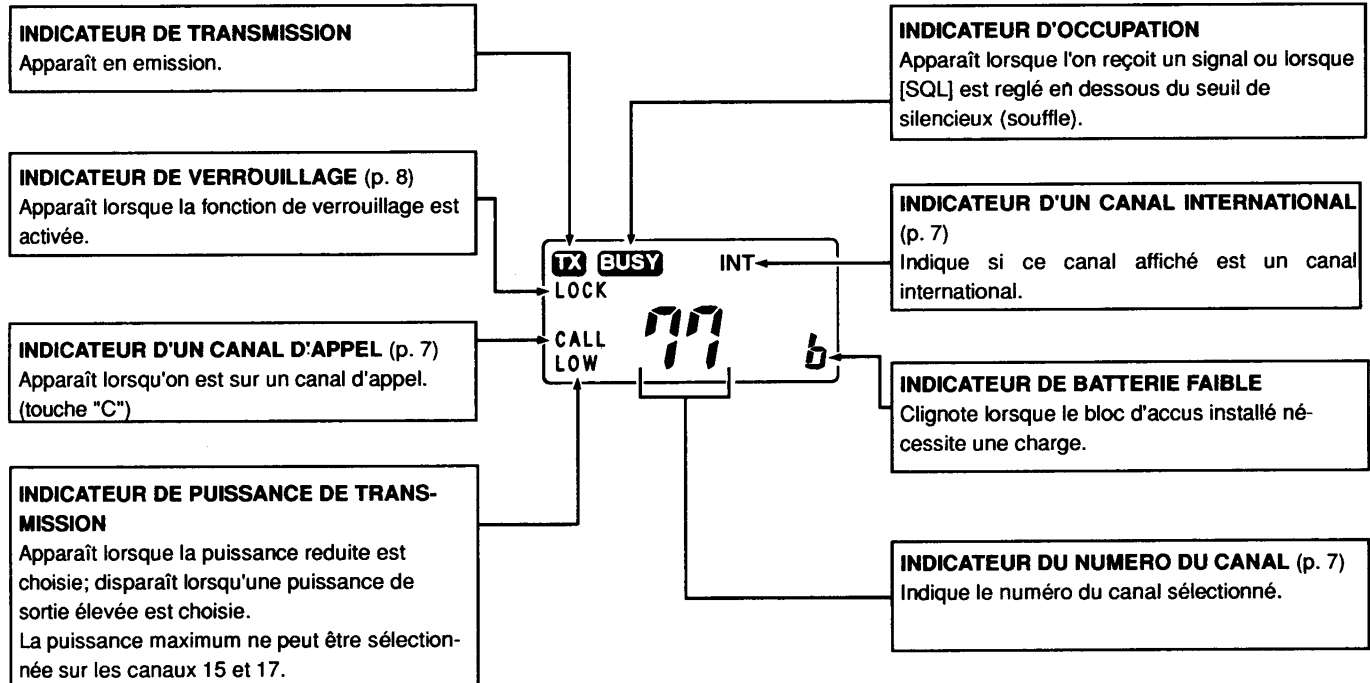 INDICATEUR DE TRANSMISSION
Apparaît en emission.
INDICATEUR DE VERROUILLAGE (p. 8)
Apparaît lorsque la fonction de verrouillage est
activée.
INDICATEUR D'UN CANAL D'APPEL (p. 7)
Apparaît lorsqu'on est sur un canal d'appel.
(touche "C")
INDICATEUR DE PUISSANCE DE TRANS-
MISSION
Apparaît lorsque la puissance reduite est
choisie; disparaît lorsqu'une puissance de
sortie élevée est choisie.
La puissance maximum ne peut être sélection-
née sur les canaux 15 et 17.
TX BUSY INT
LOCK
CALL
LOW
77
b
INDICATEUR D'OCCUPATION
Apparaît lorsque l'on reçoit un signal ou lorsque
[SQL] est reglé en dessous du seuil de
silencieux (souffle).
INDICATEUR D'UN CANAL INTERNATIONAL
(p. 7)
Indique si ce canal affiché est un canal
international.
INDICATEUR DE BATTERIE FAIBLE
Clignote lorsque le bloc d'accus installé né-
cessite une charge.
INDICATEUR DU NUMERO DU CANAL (p. 7)
Indique le numéro du canal sélectionné.